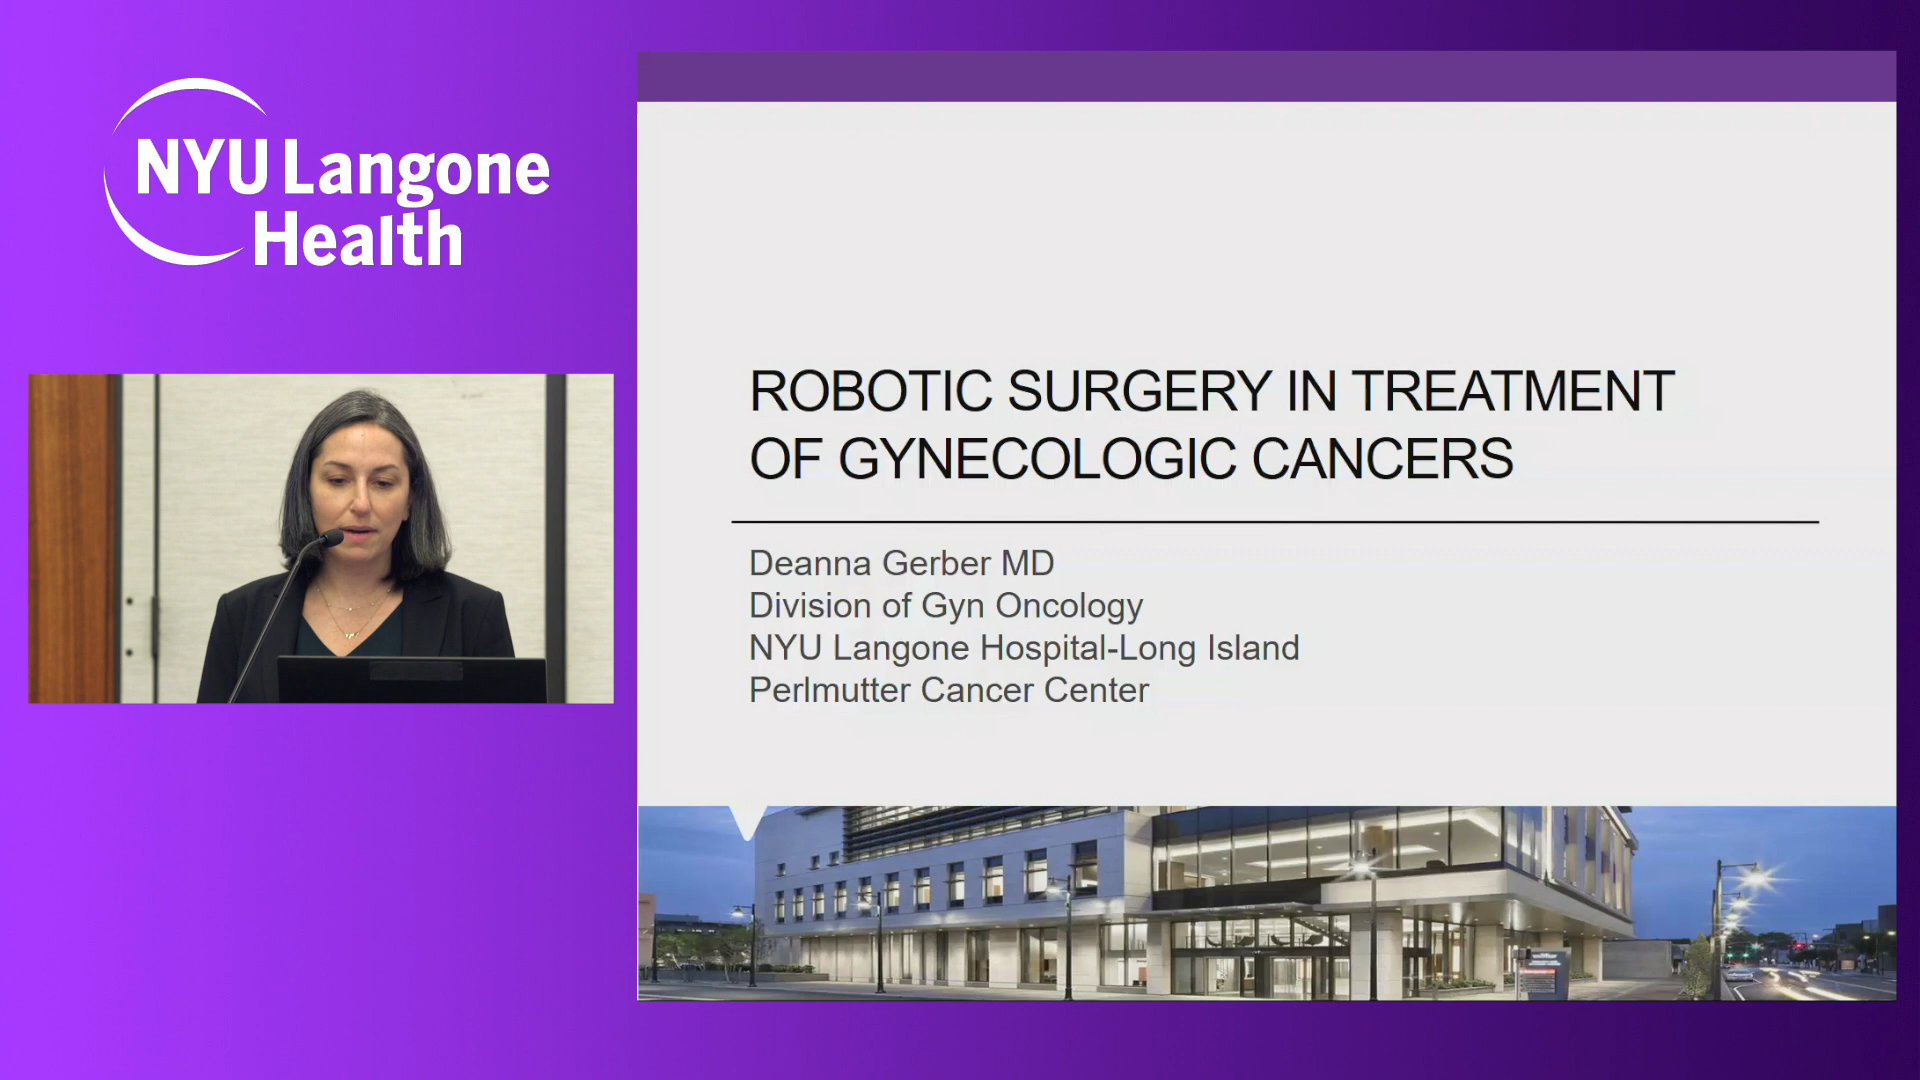 NYU Langone
Health
ROBOTIC SURGERY IN TREATMENT
OF GYNECOLOGIC CANCERS
Deanna Gerber MD
Division of Gyn Oncology
NYU Langone Hospital-Long Island
Perlmutter Cancer Center